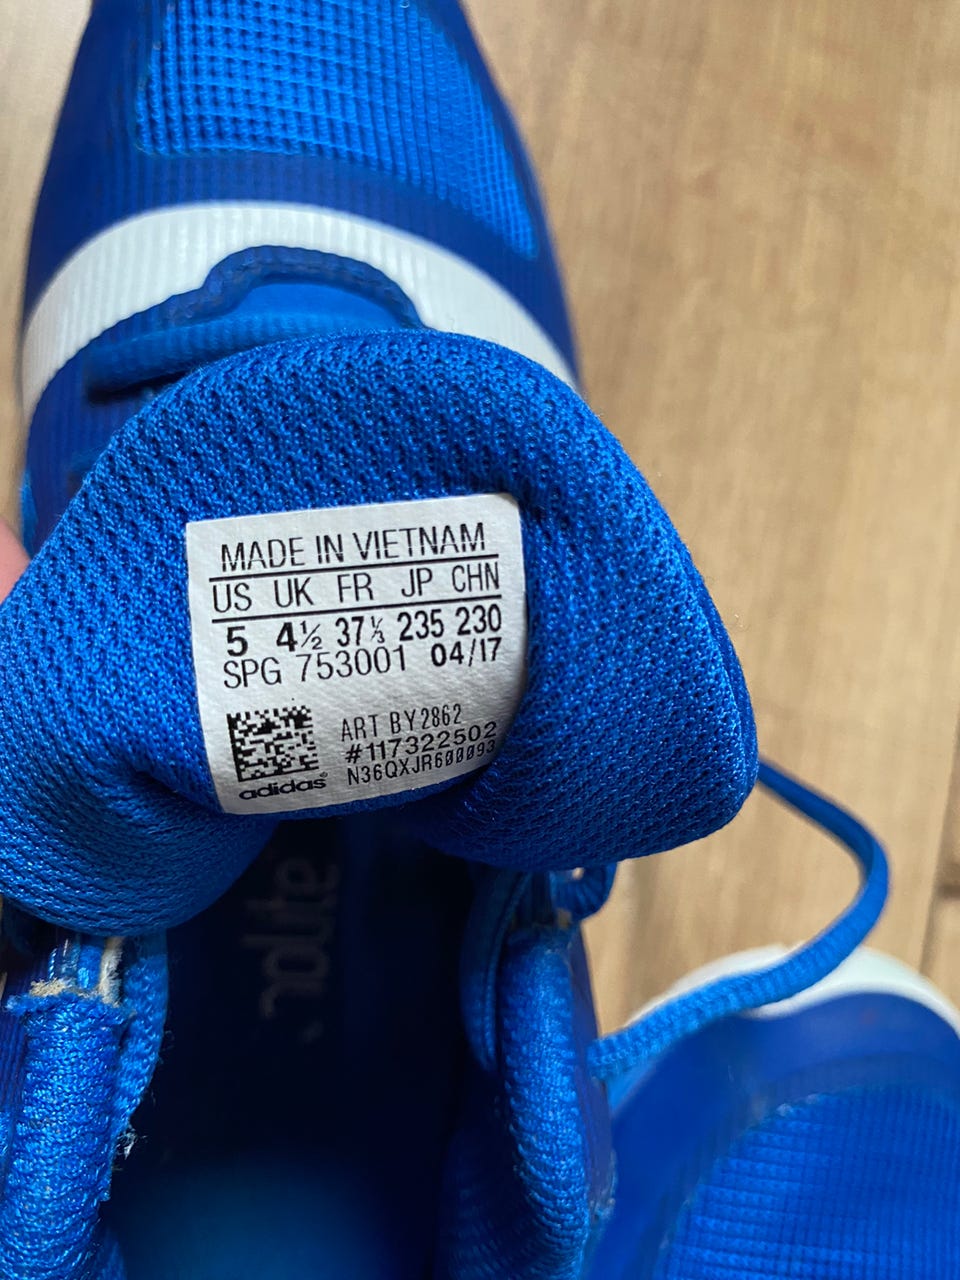 MADE IN VIETNAM
US UK FR JP CHN
5 4½ 37⅓ 235 230
SPG 753001 04/17
ART BY2862
#117322502
N36QXJR600093
adidas®